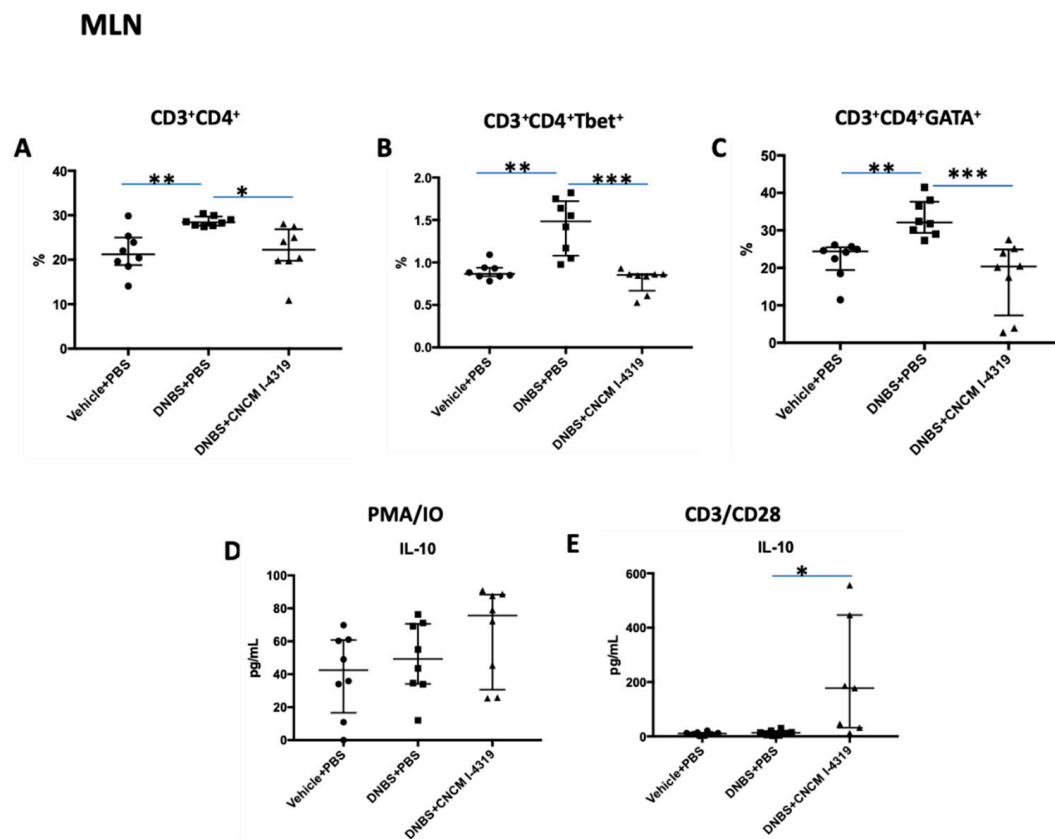 MLN
CD3⁺CD4⁺
A
%
40
30
20
10
0
** *
Vehicle+PBS
DNBS+PBS
DNBS+CNCM I-4319
CD3⁺CD4⁺Tbet⁺
B
%
2.0
1.5
1.0
0.5
0.0
** ***
Vehicle+PBS
DNBS+PBS
DNBS+CNCM I-4319
CD3⁺CD4⁺GATA⁺
C
%
50
40
30
20
10
0
** ***
Vehicle+PBS
DNBS+PBS
DNBS+CNCM I-4319
PMA/IO
D
IL-10
pg/mL
100
80
60
40
20
0
Vehicle+PBS
DNBS+PBS
DNBS+CNCM I-4319
CD3/CD28
E
IL-10
pg/mL
600
400
200
0
*
Vehicle+PBS
DNBS+PBS
DNBS+CNCM I-4319